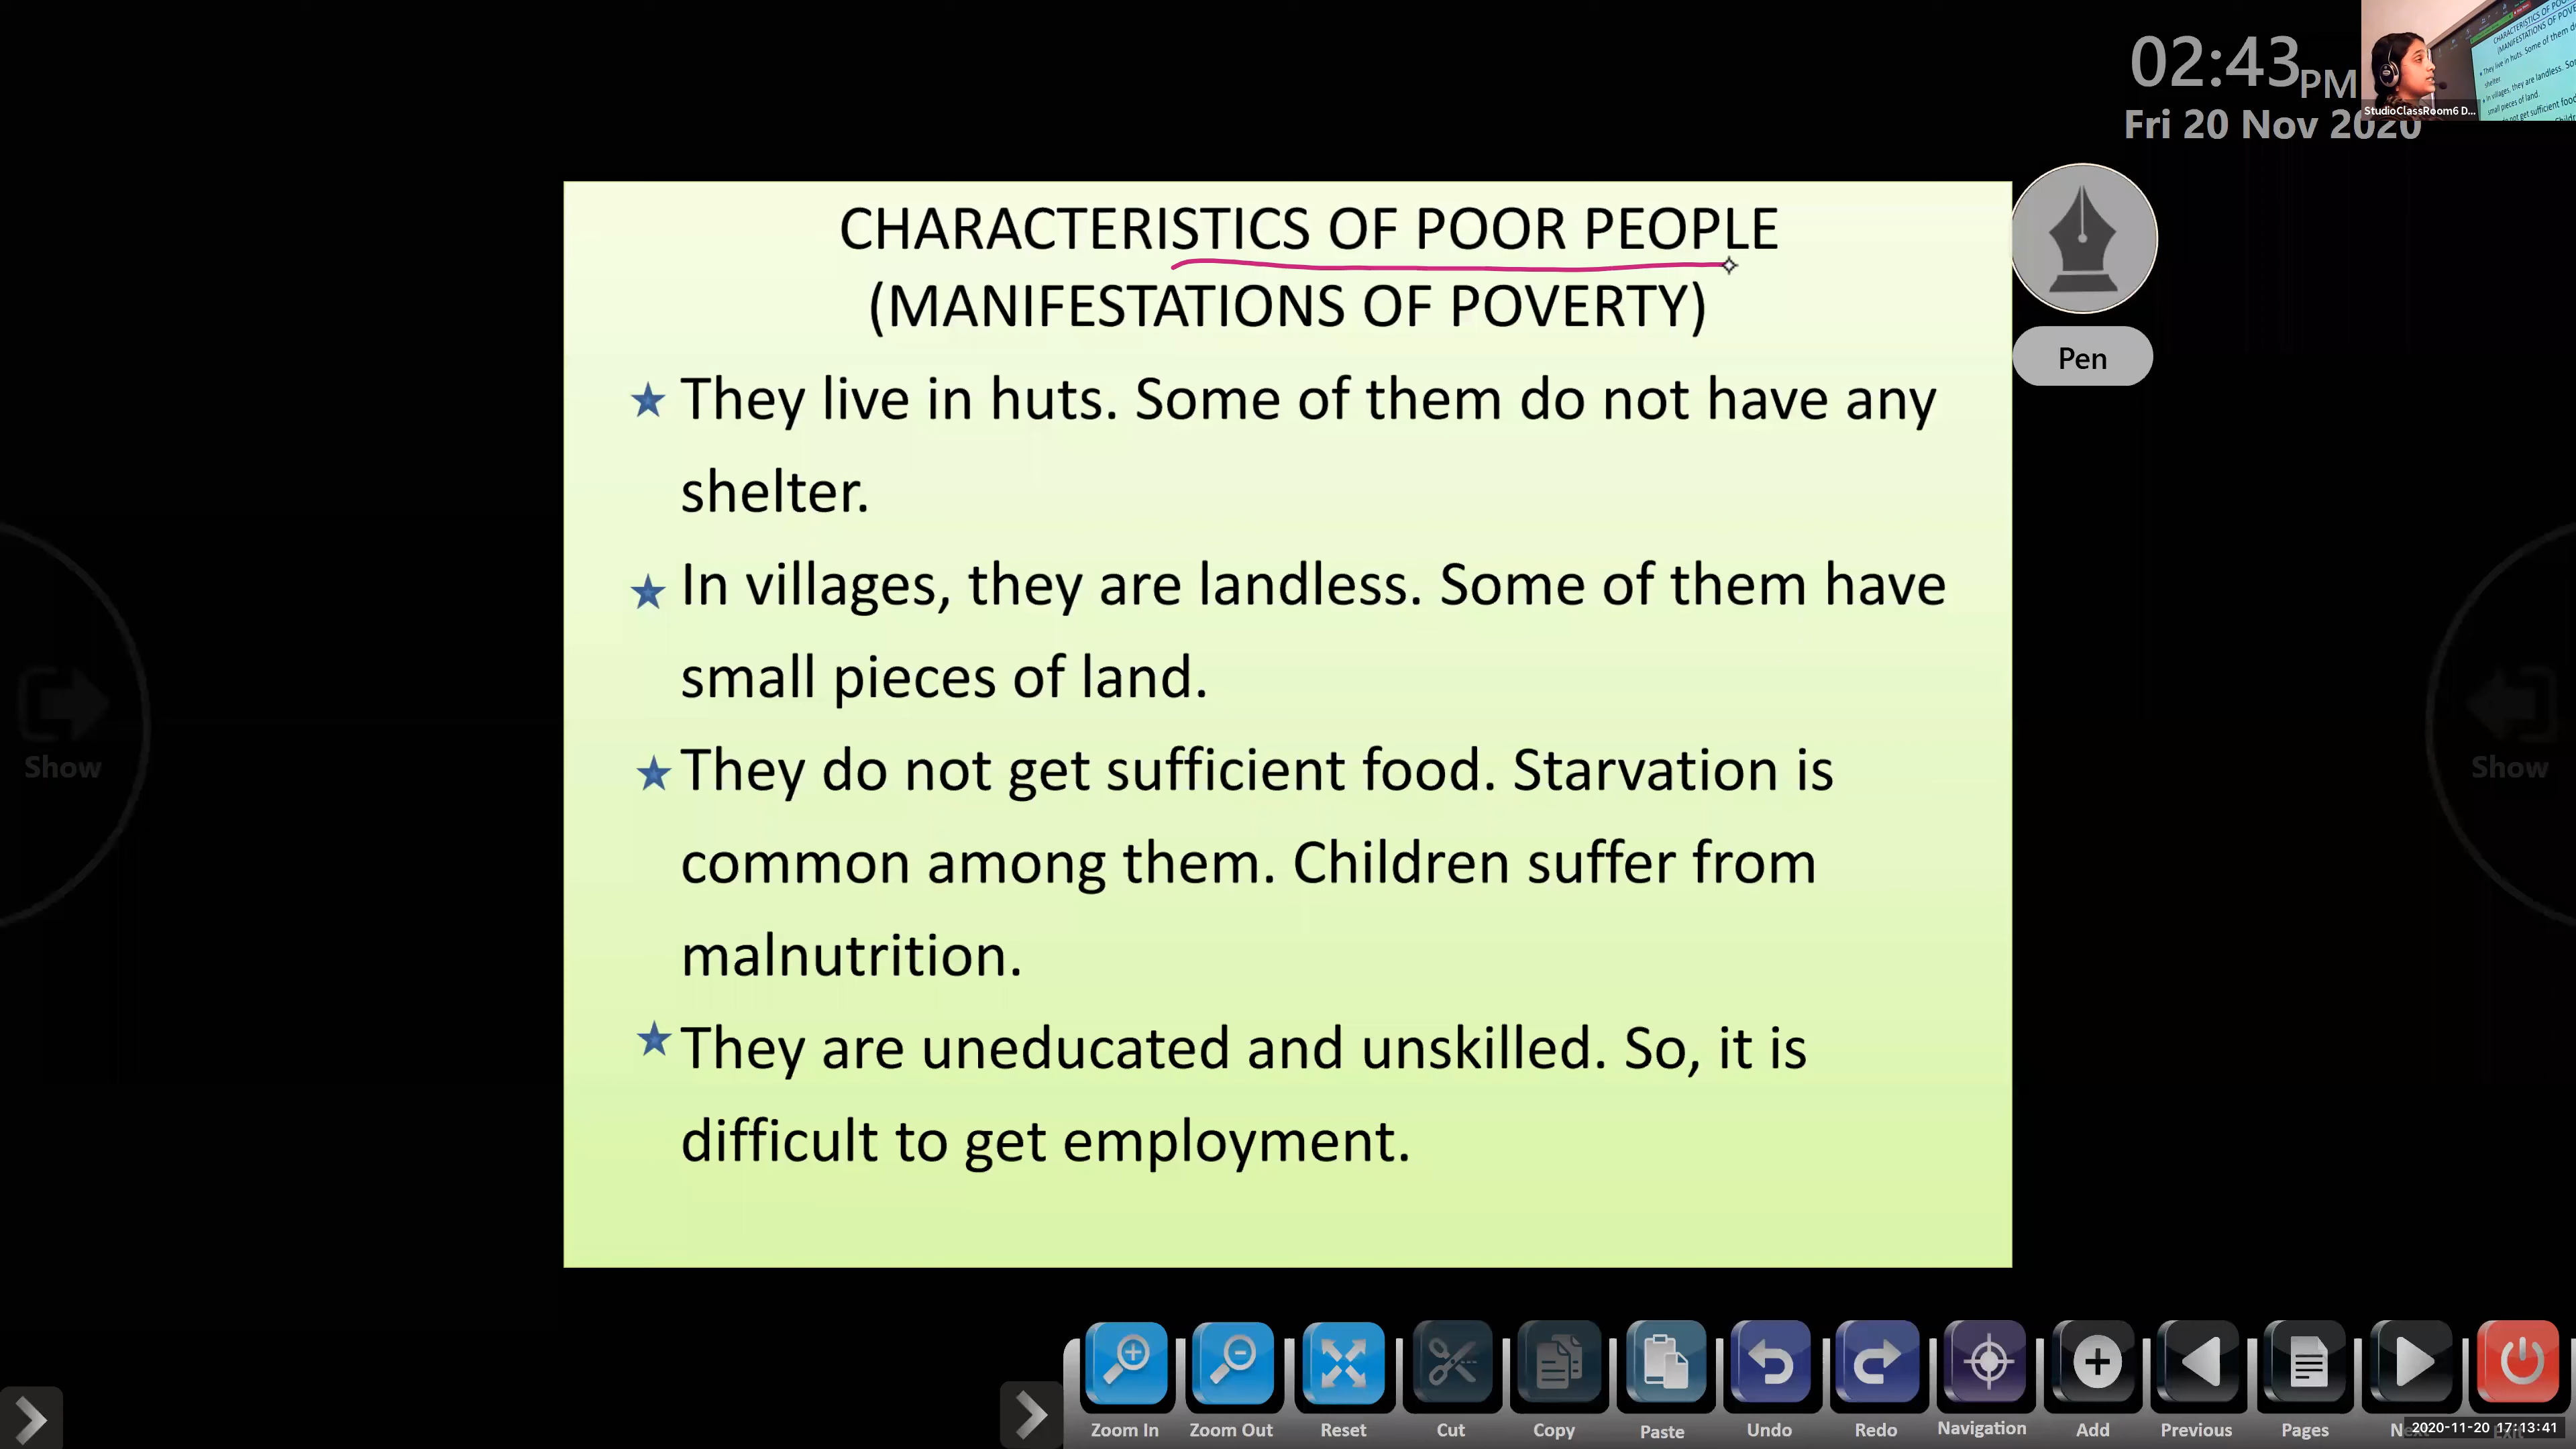 02:43 PM
Fri 20 Nov 2020
StudioClassRoom6 D...
CHARACTERISTICS OF POOR PEOPLE
(MANIFESTATIONS OF POVERTY)
Pen
They live in huts. Some of them do not have any
shelter.
In villages, they are landless. Some of them have
small pieces of land.
They do not get sufficient food. Starvation is
common among them. Children suffer from
malnutrition.
They are uneducated and unskilled. So, it is
difficult to get employment.
Show
Show
Zoom In Zoom Out Reset Cut Copy Paste Undo Redo Navigation Add Previous Pages
2020-11-20 17:13:41